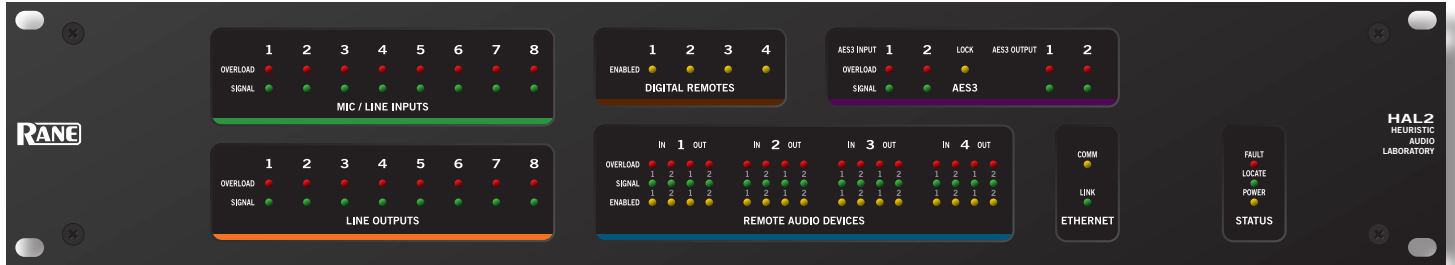 RANE
1 2 3 4 5 6 7 8
OVERLOAD
SIGNAL
MIC / LINE INPUTS
1 2 3 4 5 6 7 8
OVERLOAD
SIGNAL
LINE OUTPUTS
1 2 3 4
ENABLED
DIGITAL REMOTES
AES3 INPUT 1 2 LOCK AES3 OUTPUT 1 2
OVERLOAD
SIGNAL AES3
IN 1 OUT IN 2 OUT IN 3 OUT IN 4 OUT
OVERLOAD
1 2 1 2 1 2 1 2 1 2 1 2 1 2 1 2
SIGNAL
1 2 1 2 1 2 1 2 1 2 1 2 1 2 1 2
ENABLED
REMOTE AUDIO DEVICES
COMM
LINK
ETHERNET
FAULT
LOCATE
POWER
STATUS
HAL2
HEURISTIC
AUDIO
LABORATORY